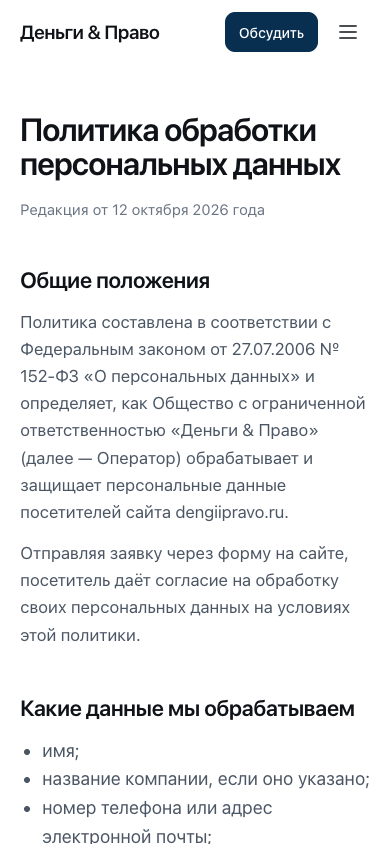 Деньги & Право
Обсудить
Политика обработки
персональных данных
Редакция от 12 октября 2026 года
Общие положения
Политика составлена в соответствии с
Федеральным законом от 27.07.2006 №
152-ФЗ «О персональных данных» и
определяет, как Общество с ограниченной
ответственностью «Деньги & Право»
(далее — Оператор) обрабатывает и
защищает персональные данные
посетителей сайта dengiipravo.ru.
Отправляя заявку через форму на сайте,
посетитель даёт согласие на обработку
своих персональных данных на условиях
этой политики.
Какие данные мы обрабатываем
• имя;
• название компании, если оно указано;
• номер телефона или адрес
электронной почты;